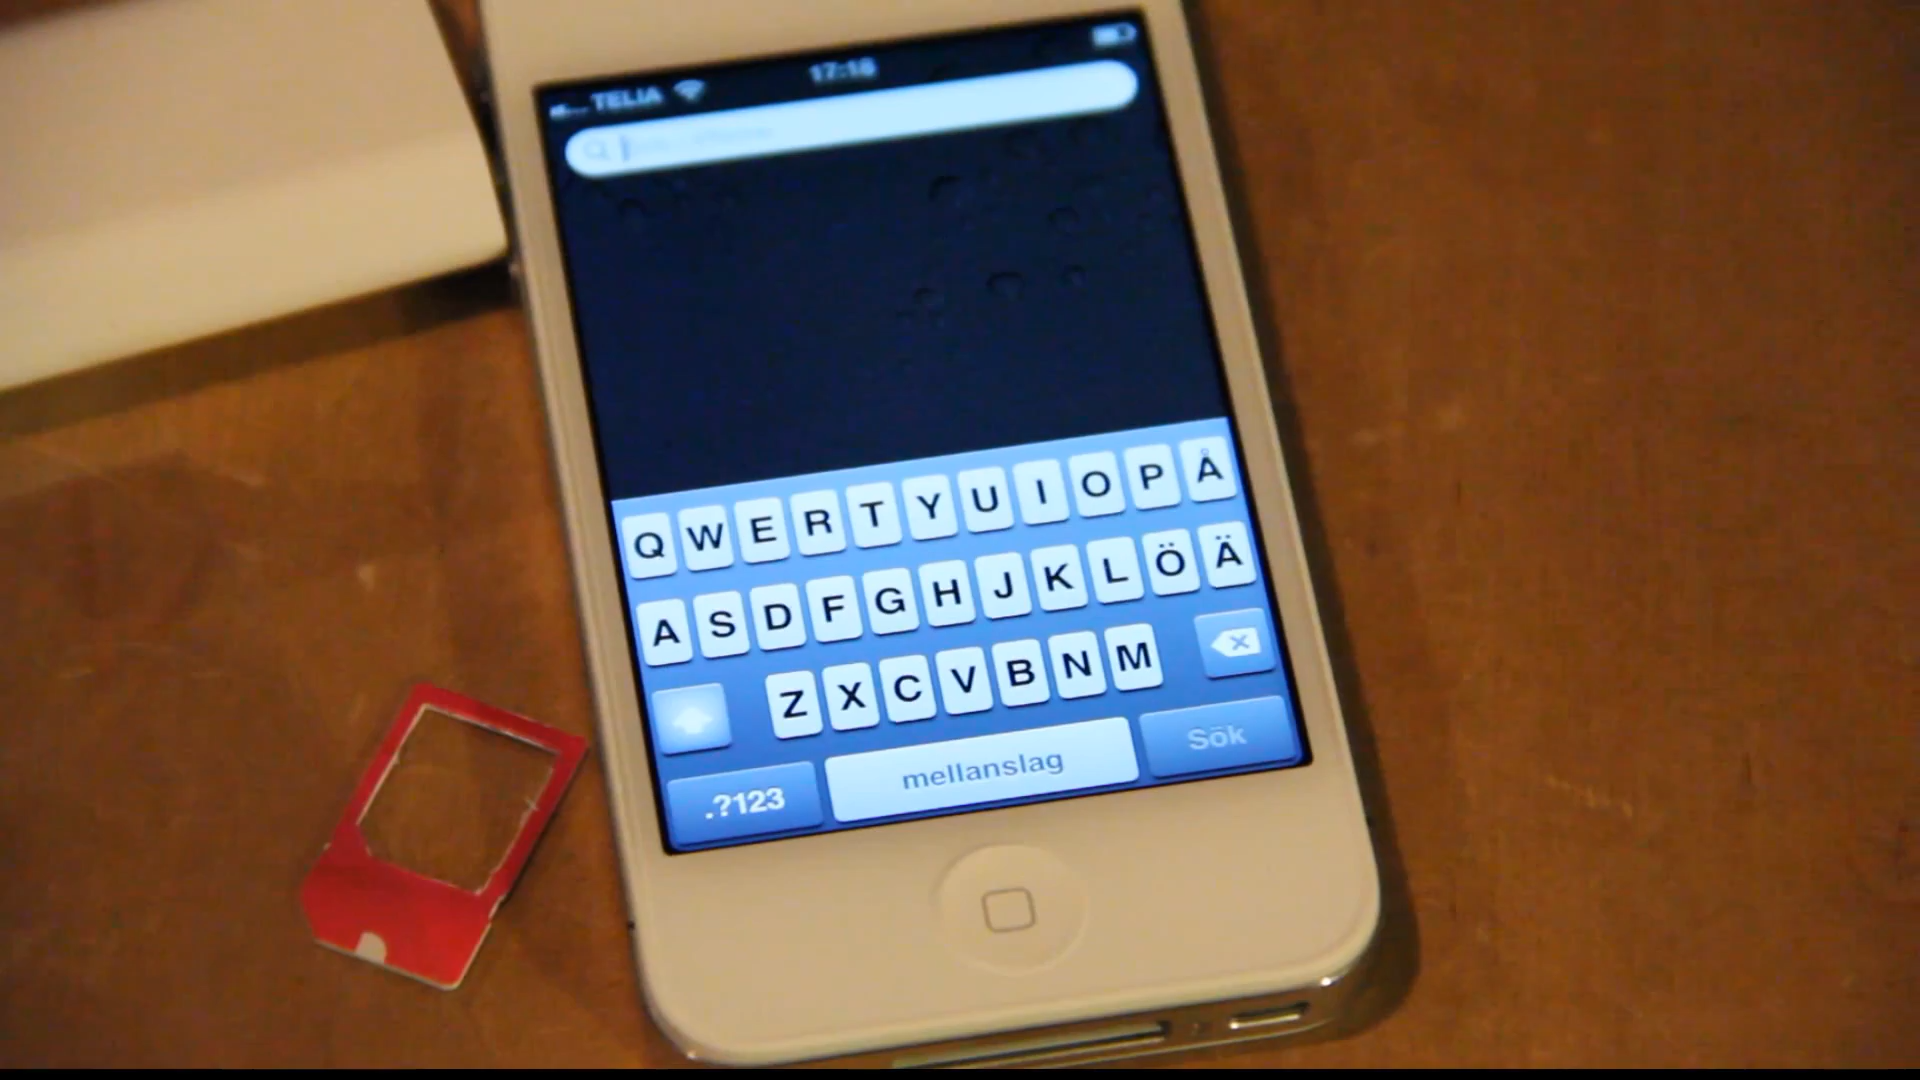 TELIA 17:18
Q W E R T Y U I O P Å
A S D F G H J K L Ö Ä
Z X C V B N M
.?123 mellanslag Sök